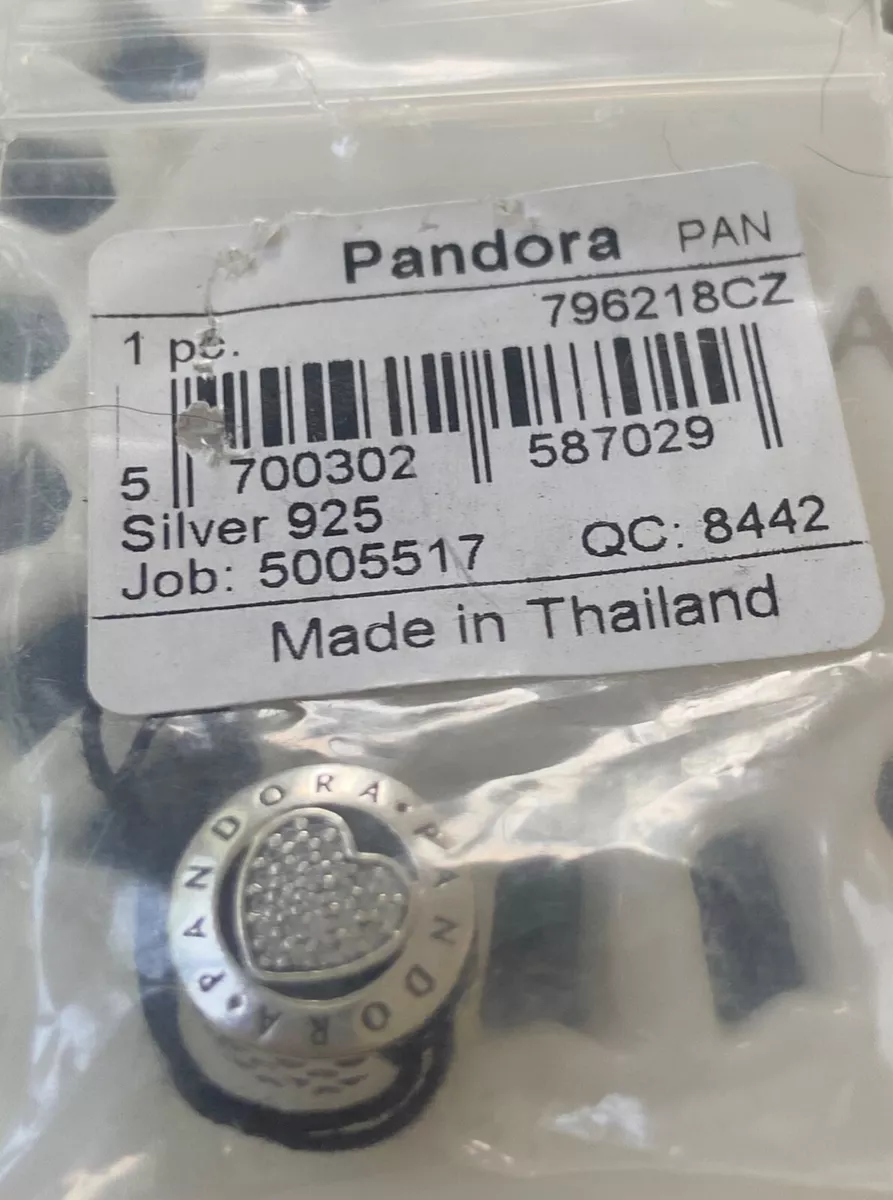 Pandora PAN
796218CZ
1 pc.
5 700302 587029
Silver 925
Job: 5005517 QC: 8442
Made in Thailand
PANDORA • PANDORA •
A